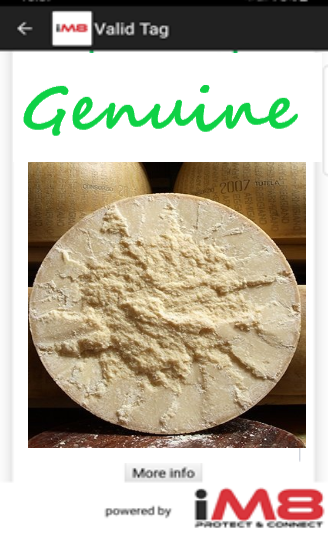 iM8 Valid Tag
Genuine
2007
More info
powered by
iM8
PROTECT & CONNECT